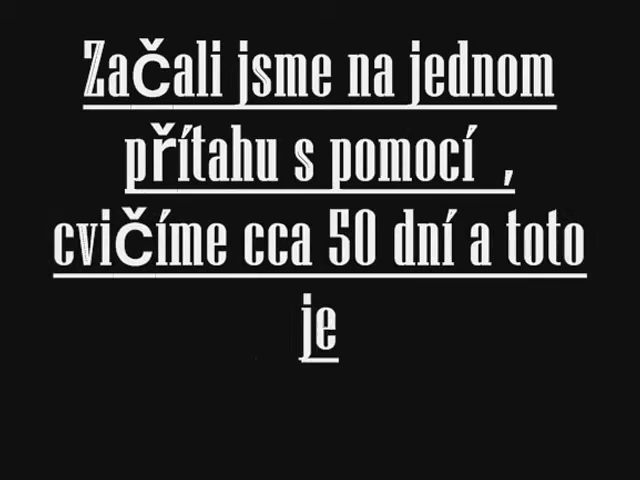 Začali jsme na jednom
přítahu s pomocí ,
cvičíme cca 50 dní a toto
je